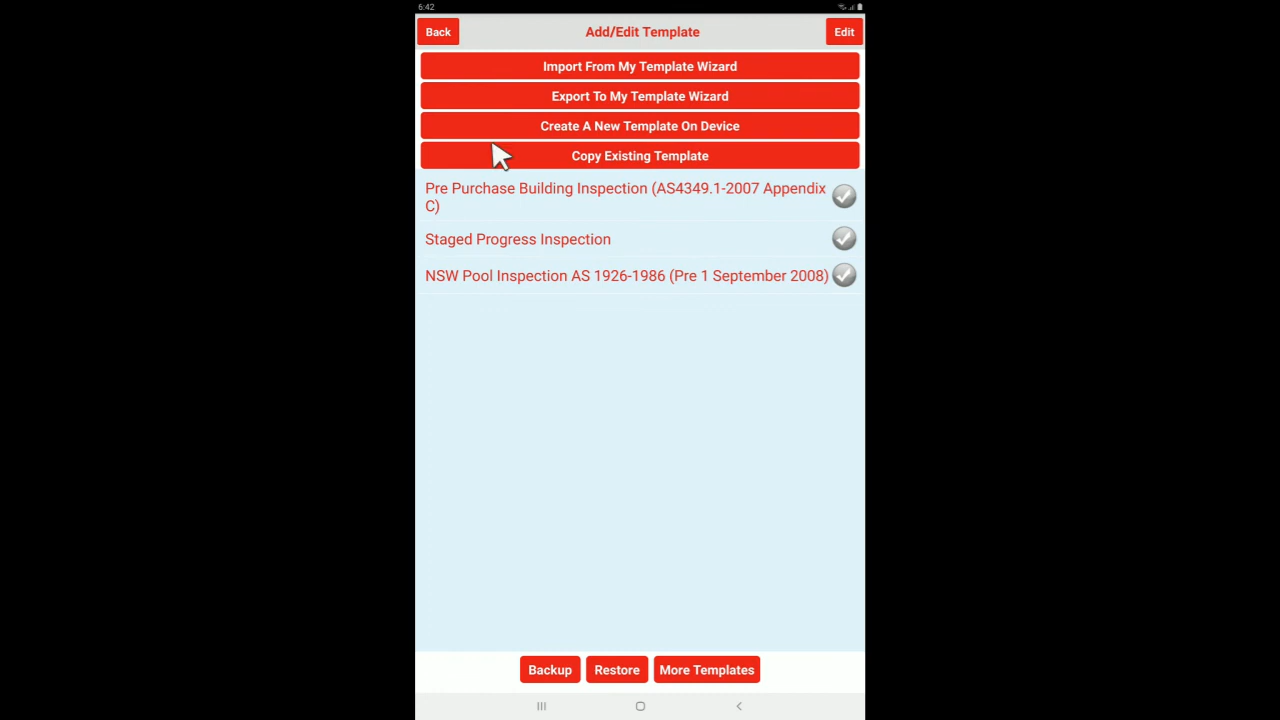 6:42
Back
Add/Edit Template
Edit
Import From My Template Wizard
Export To My Template Wizard
Create A New Template On Device
Copy Existing Template
Pre Purchase Building Inspection (AS4349.1-2007 Appendix
C)
Staged Progress Inspection
NSW Pool Inspection AS 1926-1986 (Pre 1 September 2008)
Backup
Restore
More Templates